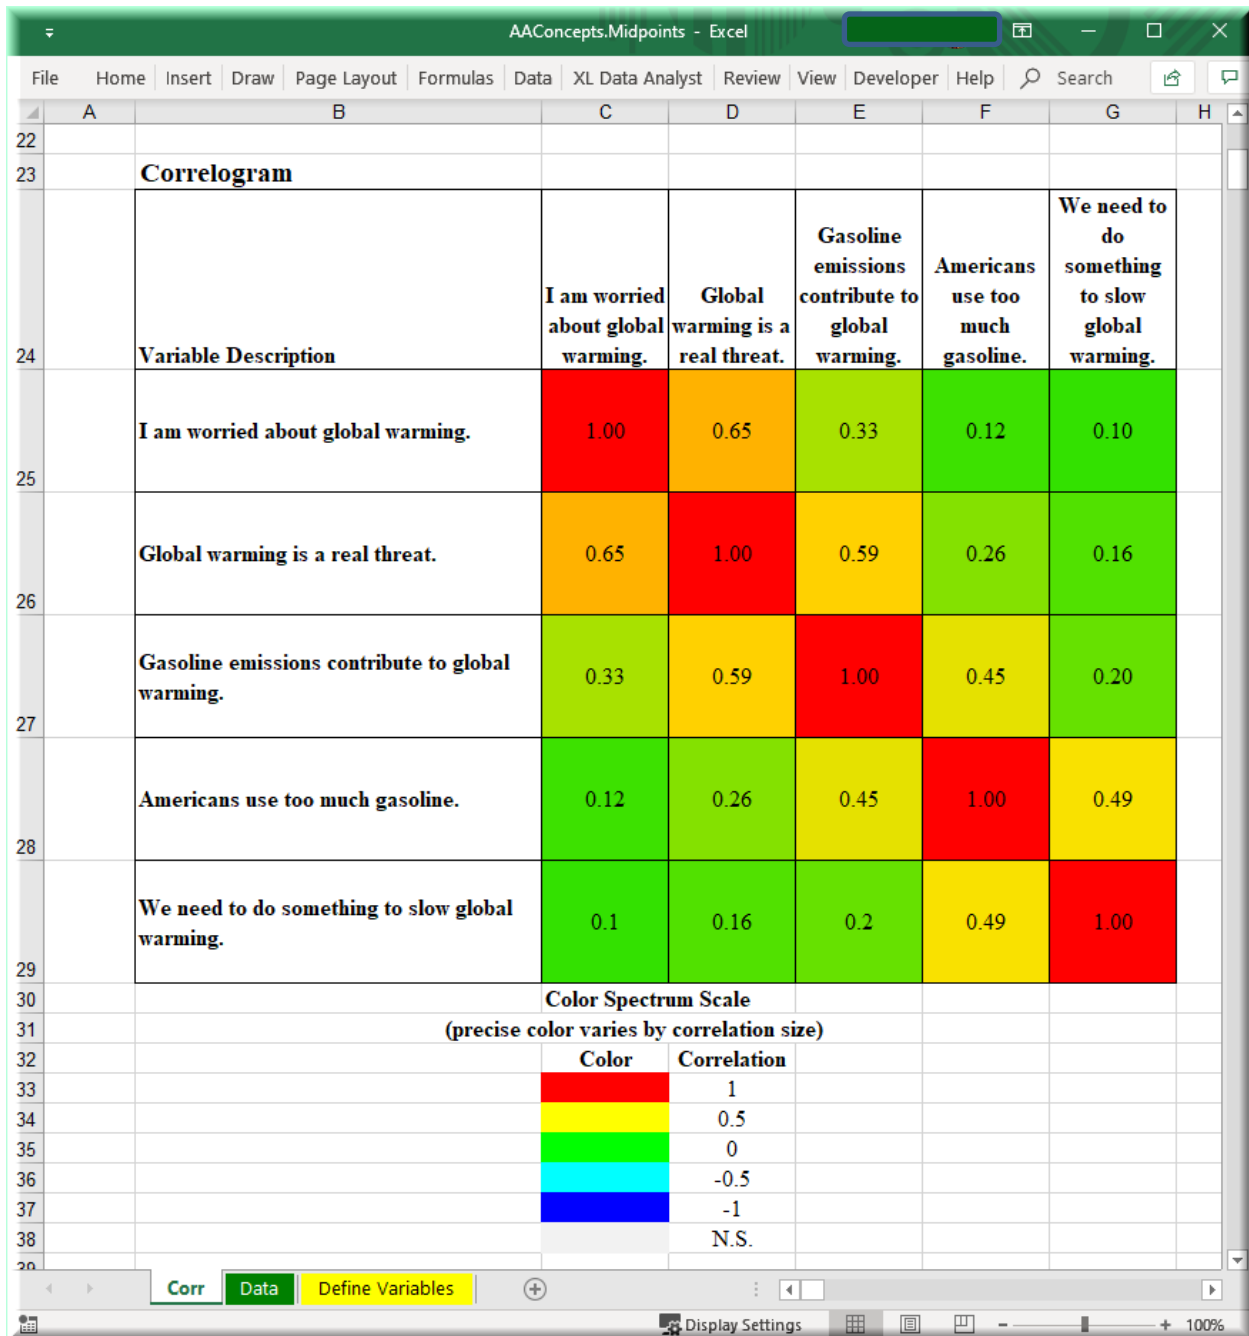 AAConcepts.Midpoints - Excel
File Home Insert Draw Page Layout Formulas Data XL Data Analyst Review View Developer Help Search
A B C D E F G H
22
23 Correlogram
We need to
Gasoline do
emissions Americans something
I am worried Global contribute to use too to slow
about global warming is a global much global
24 Variable Description warming. real threat. warming. gasoline. warming.
I am worried about global warming. 1.00 0.65 0.33 0.12 0.10
25
Global warming is a real threat. 0.65 1.00 0.59 0.26 0.16
26
Gasoline emissions contribute to global
warming. 0.33 0.59 1.00 0.45 0.20
27
Americans use too much gasoline. 0.12 0.26 0.45 1.00 0.49
28
We need to do something to slow global
warming. 0.1 0.16 0.2 0.49 1.00
29
30 Color Spectrum Scale
31 (precise color varies by correlation size)
32 Color Correlation
33 1
34 0.5
35 0
36 -0.5
37 -1
38 N.S.
39
Corr Data Define Variables
Display Settings 100%